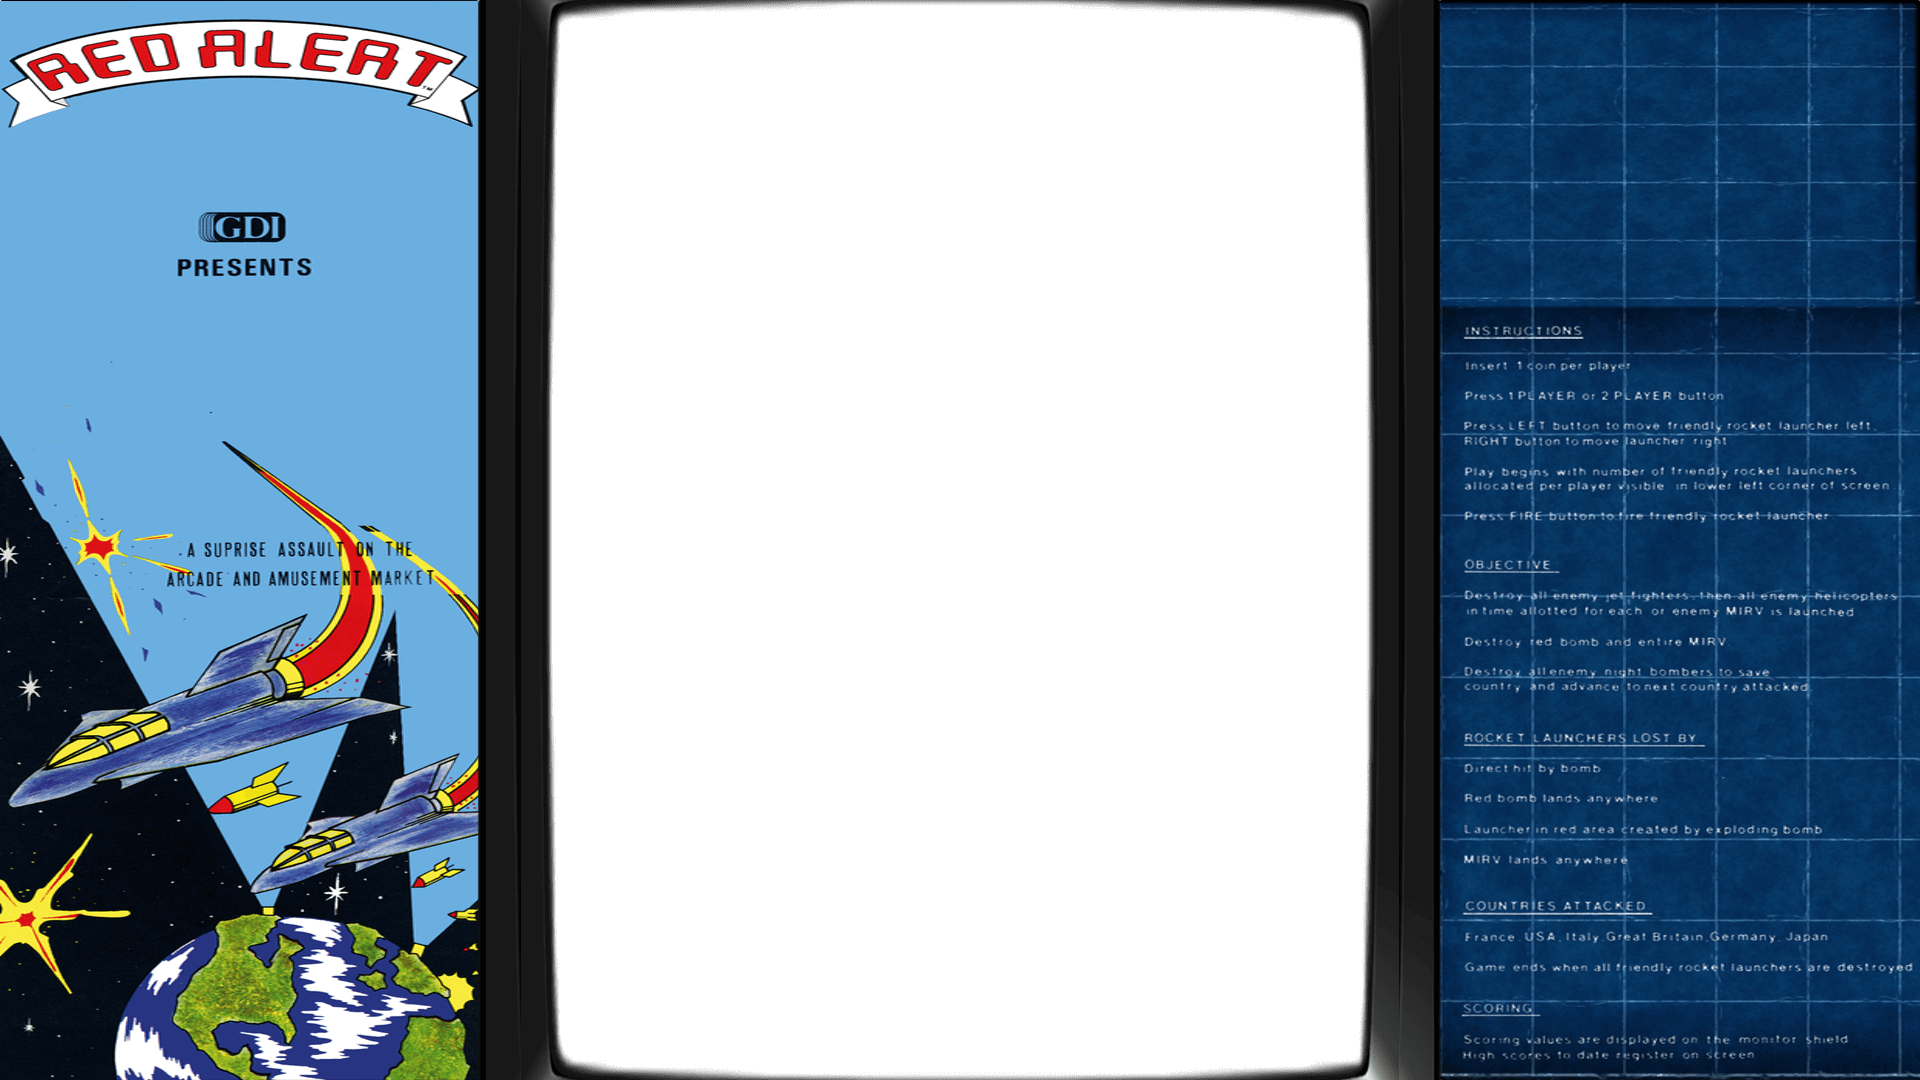 RED ALERT™
GDI
PRESENTS
A SUPRISE ASSAULT ON THE
ARCADE AND AMUSEMENT MARKET
INSTRUCTIONS
Insert 1 coin per player
Press 1 PLAYER or 2 PLAYER button
Press LEFT button to move friendly rocket launcher left,
RIGHT button to move launcher right
Play begins with number of friendly rocket launchers
allocated per player visible in lower left corner of screen
Press FIRE button to fire friendly rocket launcher
OBJECTIVE
Destroy all enemy jet fighters, then all enemy helicopters
in time allotted for each or enemy MIRV is launched
Destroy red bomb and entire MIRV
Destroy all enemy night bombers to save
country and advance to next country attacked
ROCKET LAUNCHERS LOST BY
Direct hit by bomb
Red bomb lands anywhere
Launcher in red area created by exploding bomb
MIRV lands anywhere
COUNTRIES ATTACKED
France, USA, Italy, Great Britain, Germany, Japan
Game ends when all friendly rocket launchers are destroyed
SCORING
Scoring values are displayed on the monitor shield
High scores to date register on screen